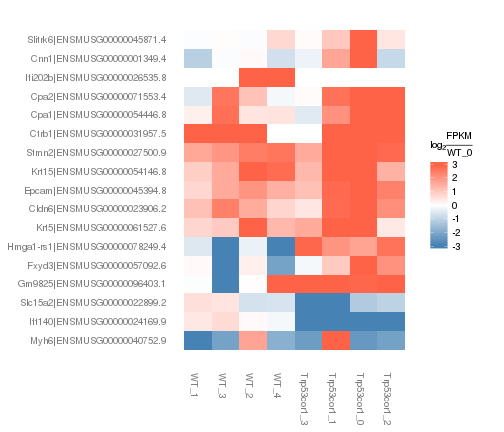 Slitrk6|ENSMUSG00000045871.4
Cnn1|ENSMUSG00000001349.4
Ifi202b|ENSMUSG00000026535.8
Cpa2|ENSMUSG00000071553.4
Cpa1|ENSMUSG00000054446.8
Ctrb1|ENSMUSG00000031957.5
Stmn2|ENSMUSG00000027500.9
Krt15|ENSMUSG00000054146.8
Epcam|ENSMUSG00000045394.8
Cldn6|ENSMUSG00000023906.2
Krt5|ENSMUSG00000061527.6
Hmga1-rs1|ENSMUSG00000078249.4
Fxyd3|ENSMUSG00000057092.6
Gm9825|ENSMUSG00000096403.1
Slc15a2|ENSMUSG00000022899.2
Ift140|ENSMUSG00000024169.9
Myh6|ENSMUSG00000040752.9
WT_1
WT_3
WT_2
WT_4
Trp53cor1_3
Trp53cor1_1
Trp53cor1_0
Trp53cor1_2
log2 FPKM
WT_0
3
2
1
0
-1
-2
-3